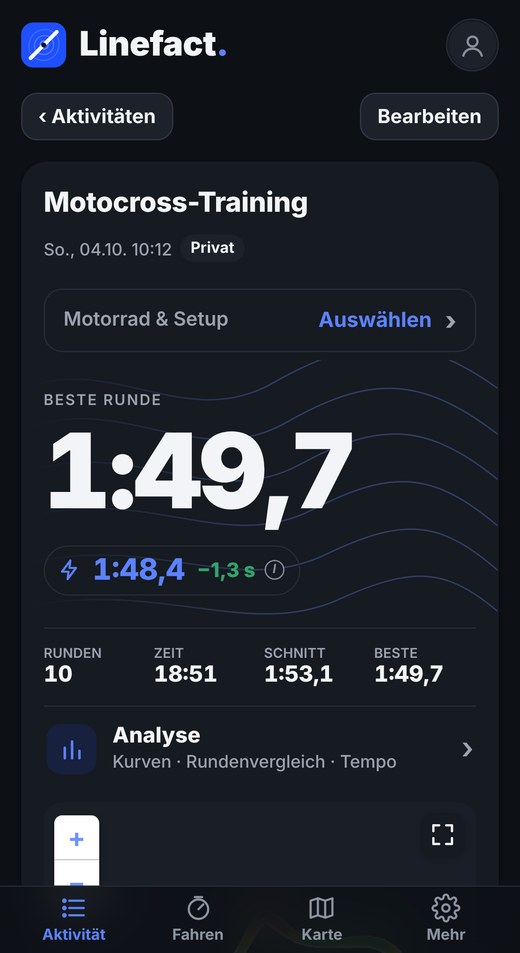 Linefact.
‹ Aktivitäten
Bearbeiten
Motocross-Training
So., 04.10. 10:12 Privat
Motorrad & Setup Auswählen ›
BESTE RUNDE
1:49,7
1:48,4 −1,3 s i
RUNDEN ZEIT SCHNITT BESTE
10 18:51 1:53,1 1:49,7
Analyse
Kurven · Rundenvergleich · Tempo ›
+
−
Aktivität Fahren Karte Mehr